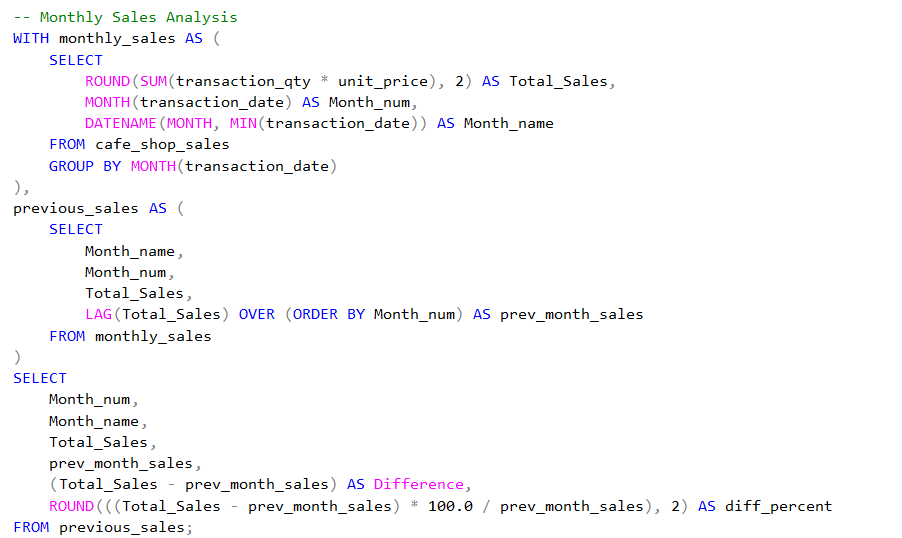 -- Monthly Sales Analysis
WITH monthly_sales AS (
    SELECT
        ROUND(SUM(transaction_qty * unit_price), 2) AS Total_Sales,
        MONTH(transaction_date) AS Month_num,
        DATENAME(MONTH, MIN(transaction_date)) AS Month_name
    FROM cafe_shop_sales
    GROUP BY MONTH(transaction_date)
),
previous_sales AS (
    SELECT
        Month_name,
        Month_num,
        Total_Sales,
        LAG(Total_Sales) OVER (ORDER BY Month_num) AS prev_month_sales
    FROM monthly_sales
)
SELECT
    Month_num,
    Month_name,
    Total_Sales,
    prev_month_sales,
    (Total_Sales - prev_month_sales) AS Difference,
    ROUND(((Total_Sales - prev_month_sales) * 100.0 / prev_month_sales), 2) AS diff_percent
FROM previous_sales;